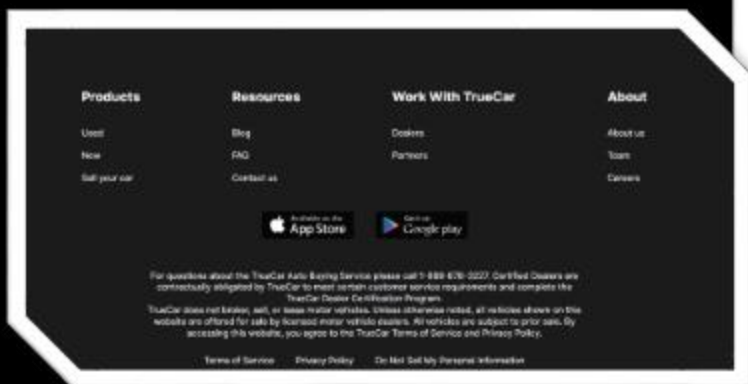 Products
Used
New
Sell your car
Resources
Blog
FAQ
Contact us
Work With TrueCar
Dealers
Partners
About
About us
Team
Careers
Available on the
App Store
Get it on
Google play
For questions about the TrueCar Auto Buying Service please call 1-888-878-3227. Certified Dealers are
contractually obligated by TrueCar to meet certain customer service requirements and complete the
TrueCar Dealer Certification Program.
TrueCar does not broker, sell, or lease motor vehicles. Unless otherwise noted, all vehicles shown on this
website are offered for sale by licensed motor vehicle dealers. All vehicles are subject to prior sale. By
accessing this website, you agree to the TrueCar Terms of Service and Privacy Policy.
Terms of Service
Privacy Policy
Do Not Sell My Personal Information